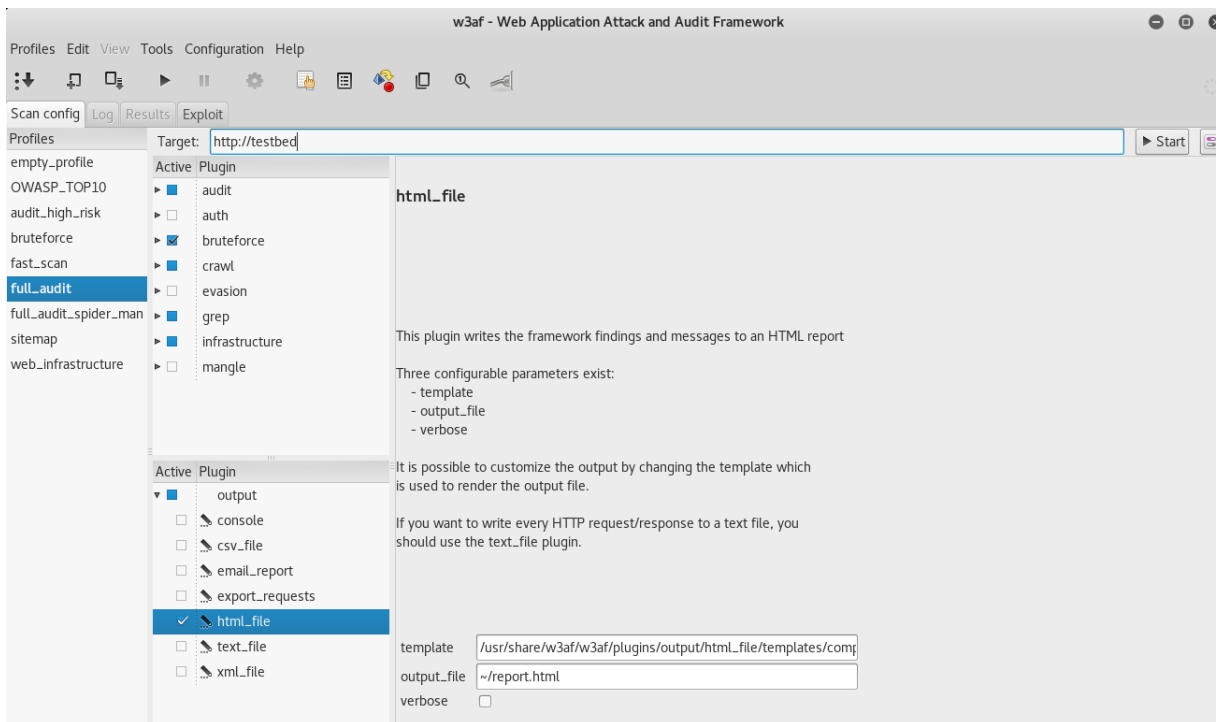 w3af - Web Application Attack and Audit Framework
Profiles Edit View Tools Configuration Help
Scan config Log Results Exploit
Profiles
empty_profile
OWASP_TOP10
audit_high_risk
bruteforce
fast_scan
full_audit
full_audit_spider_man
sitemap
web_infrastructure
Target: http://testbed
Start
Active Plugin
audit
auth
bruteforce
crawl
evasion
grep
infrastructure
mangle
Active Plugin
output
console
csv_file
email_report
export_requests
html_file
text_file
xml_file
html_file
This plugin writes the framework findings and messages to an HTML report
Three configurable parameters exist:
- template
- output_file
- verbose
It is possible to customize the output by changing the template which
is used to render the output file.
If you want to write every HTTP request/response to a text file, you
should use the text_file plugin.
template /usr/share/w3af/w3af/plugins/output/html_file/templates/comp
output_file ~/report.html
verbose